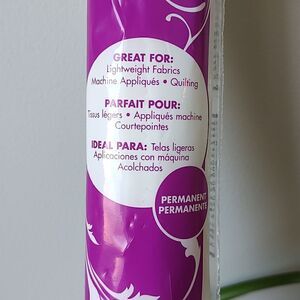 GREAT FOR:
Lightweight Fabrics
Machine Appliqués • Quilting
PARFAIT POUR:
Tissus légers • Appliqués machine
Courtepointes
IDEAL PARA: Telas ligeras
Aplicaciones con máquina
Acolchados
PERMANENT
PERMANENTE